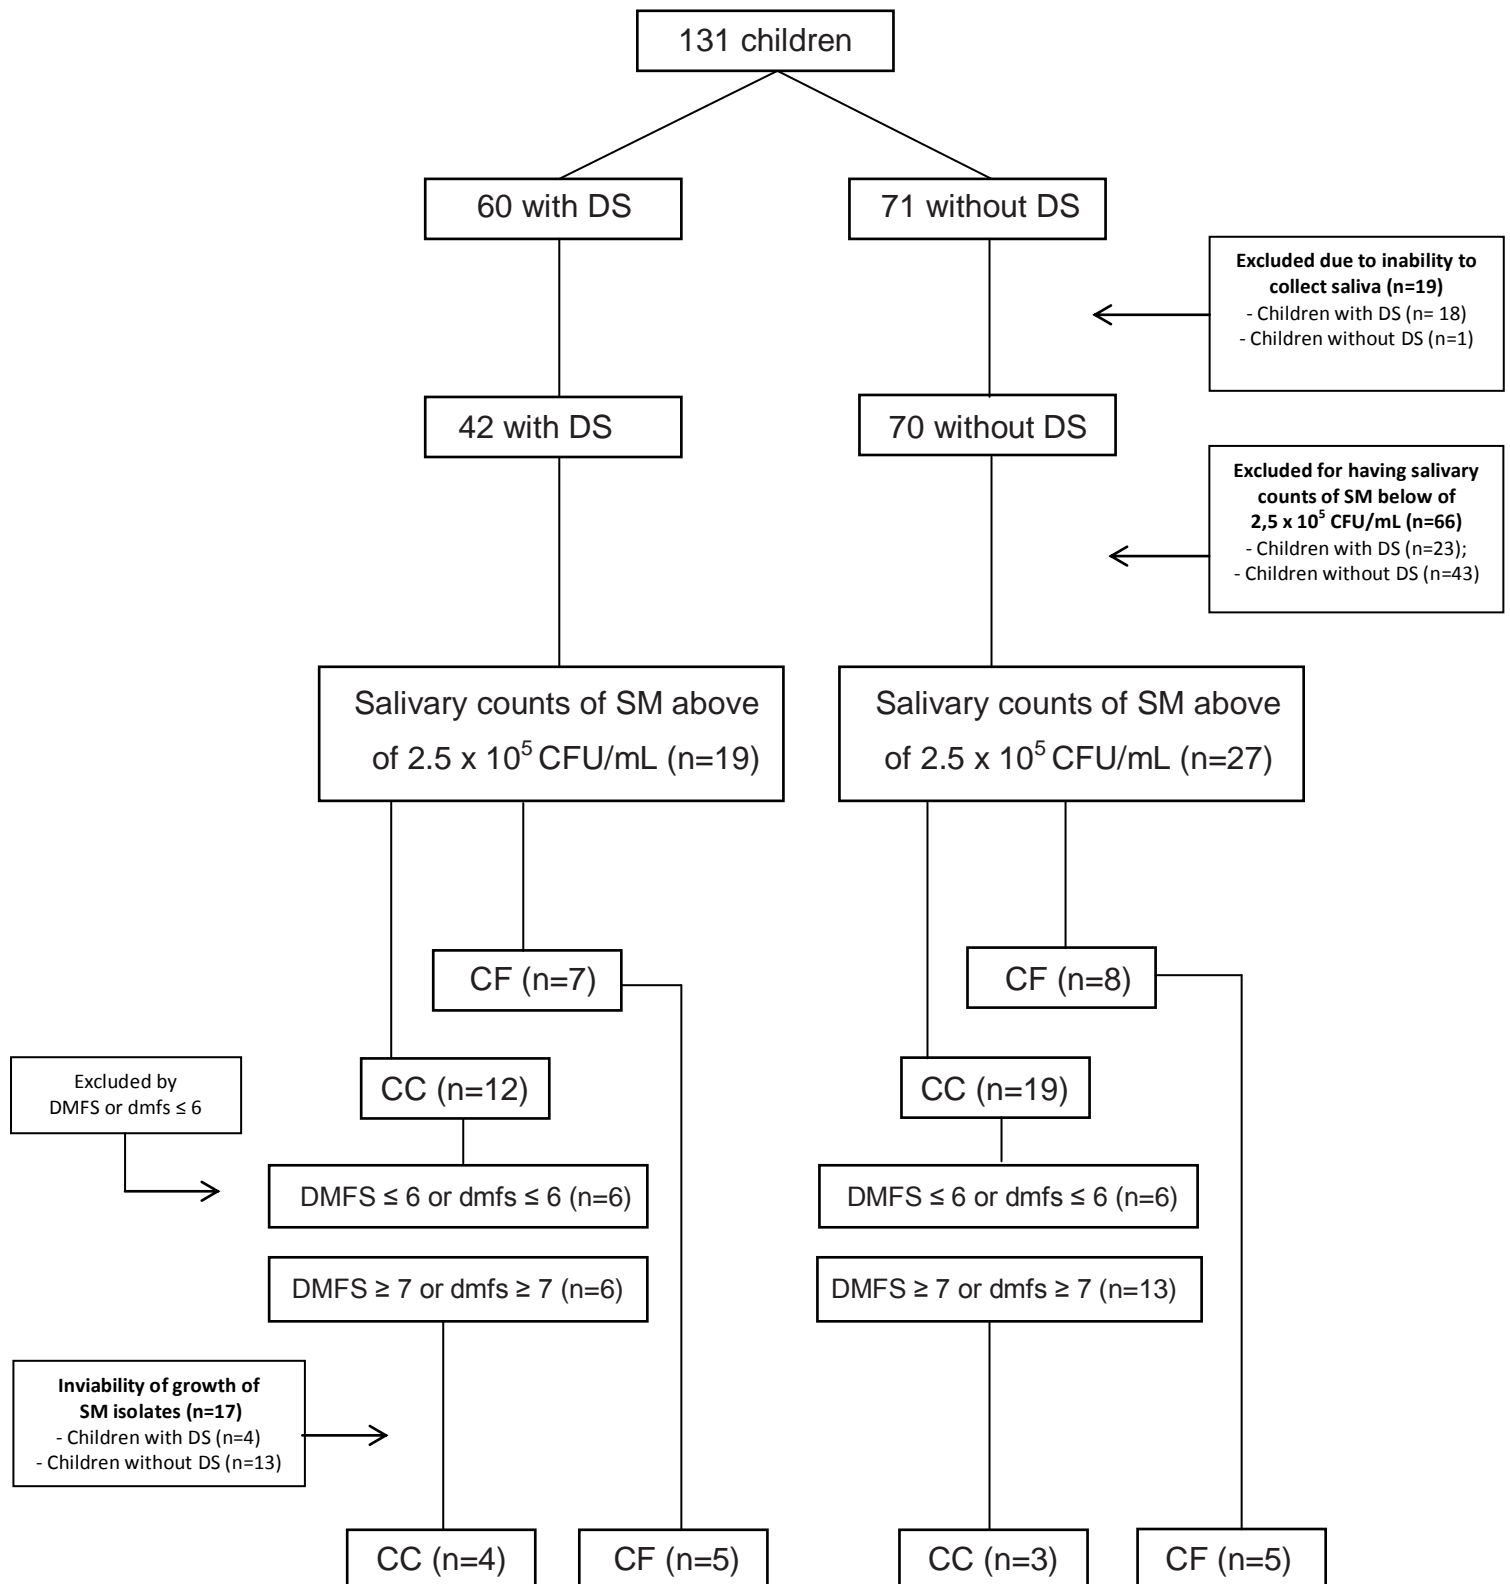 131 children
60 with DS
71 without DS
Excluded due to inability to
collect saliva (n=19)
- Children with DS (n= 18)
- Children without DS (n=1)
42 with DS
70 without DS
Excluded for having salivary
counts of SM below of
2,5 x 10⁵ CFU/mL (n=66)
- Children with DS (n=23);
- Children without DS (n=43)
Salivary counts of SM above
of 2.5 x 10⁵ CFU/mL (n=19)
Salivary counts of SM above
of 2.5 x 10⁵ CFU/mL (n=27)
CF (n=7)
CF (n=8)
Excluded by
DMFS or dmfs ≤ 6
CC (n=12)
CC (n=19)
DMFS ≤ 6 or dmfs ≤ 6 (n=6)
DMFS ≤ 6 or dmfs ≤ 6 (n=6)
DMFS ≥ 7 or dmfs ≥ 7 (n=6)
DMFS ≥ 7 or dmfs ≥ 7 (n=13)
Inviability of growth of
SM isolates (n=17)
- Children with DS (n=4)
- Children without DS (n=13)
CC (n=4)
CF (n=5)
CC (n=3)
CF (n=5)